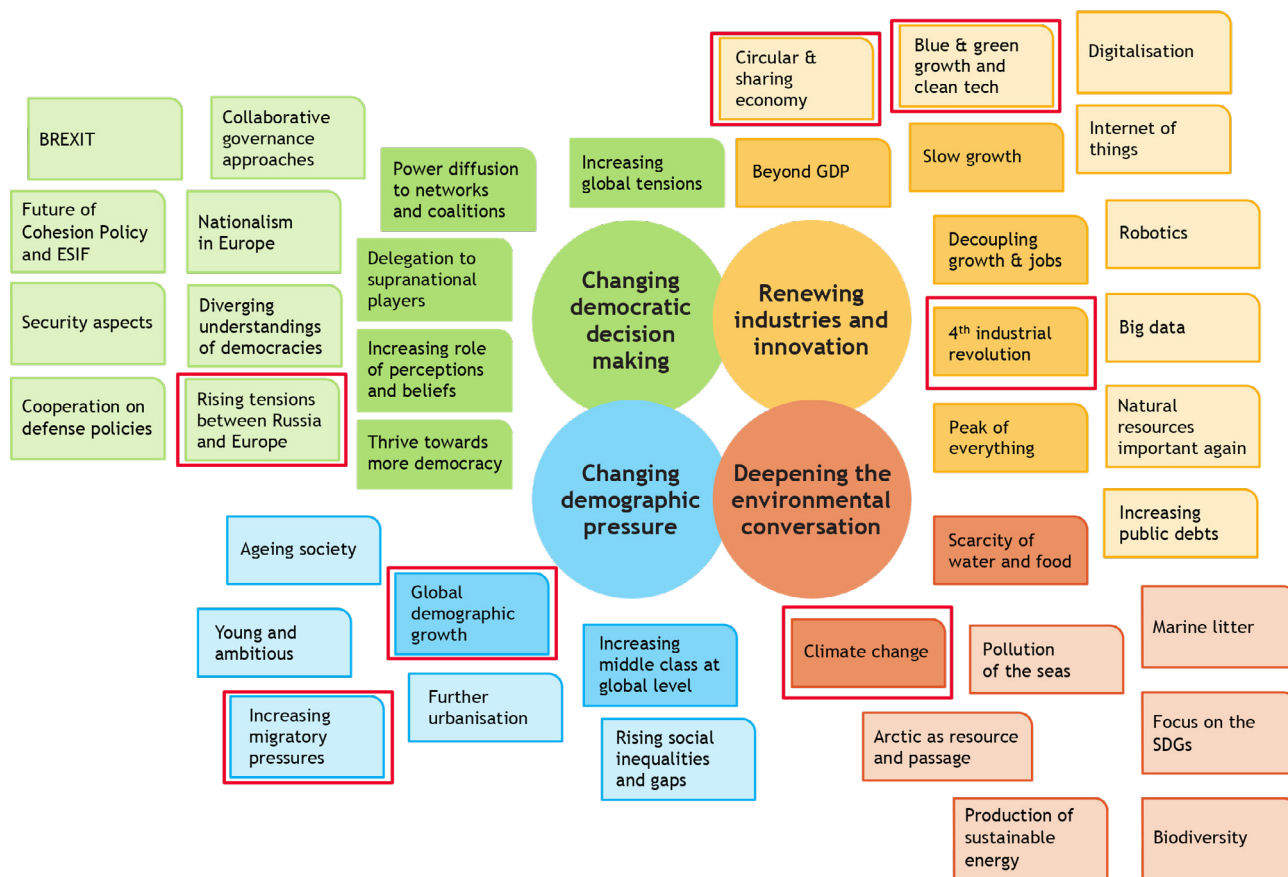 BREXIT
Collaborative
governance
approaches
Future of
Cohesion Policy
and ESIF
Nationalism
in Europe
Security aspects
Diverging
understandings
of democracies
Cooperation on
defense policies
Rising tensions
between Russia
and Europe
Power diffusion
to networks
and coalitions
Delegation to
supranational
players
Increasing role
of perceptions
and beliefs
Thrive towards
more democracy
Increasing
global tensions
Changing
democratic
decision
making
Circular &
sharing
economy
Blue & green
growth and
clean tech
Digitalisation
Beyond GDP
Slow growth
Internet of
things
Renewing
industries and
innovation
Decoupling
growth & jobs
Robotics
4th industrial
revolution
Big data
Peak of
everything
Natural
resources
important again
Increasing
public debts
Changing
demographic
pressure
Ageing society
Global
demographic
growth
Young and
ambitious
Increasing
middle class at
global level
Increasing
migratory
pressures
Further
urbanisation
Rising social
inequalities
and gaps
Deepening the
environmental
conversation
Scarcity of
water and food
Climate change
Pollution
of the seas
Marine litter
Arctic as resource
and passage
Focus on the
SDGs
Production of
sustainable
energy
Biodiversity